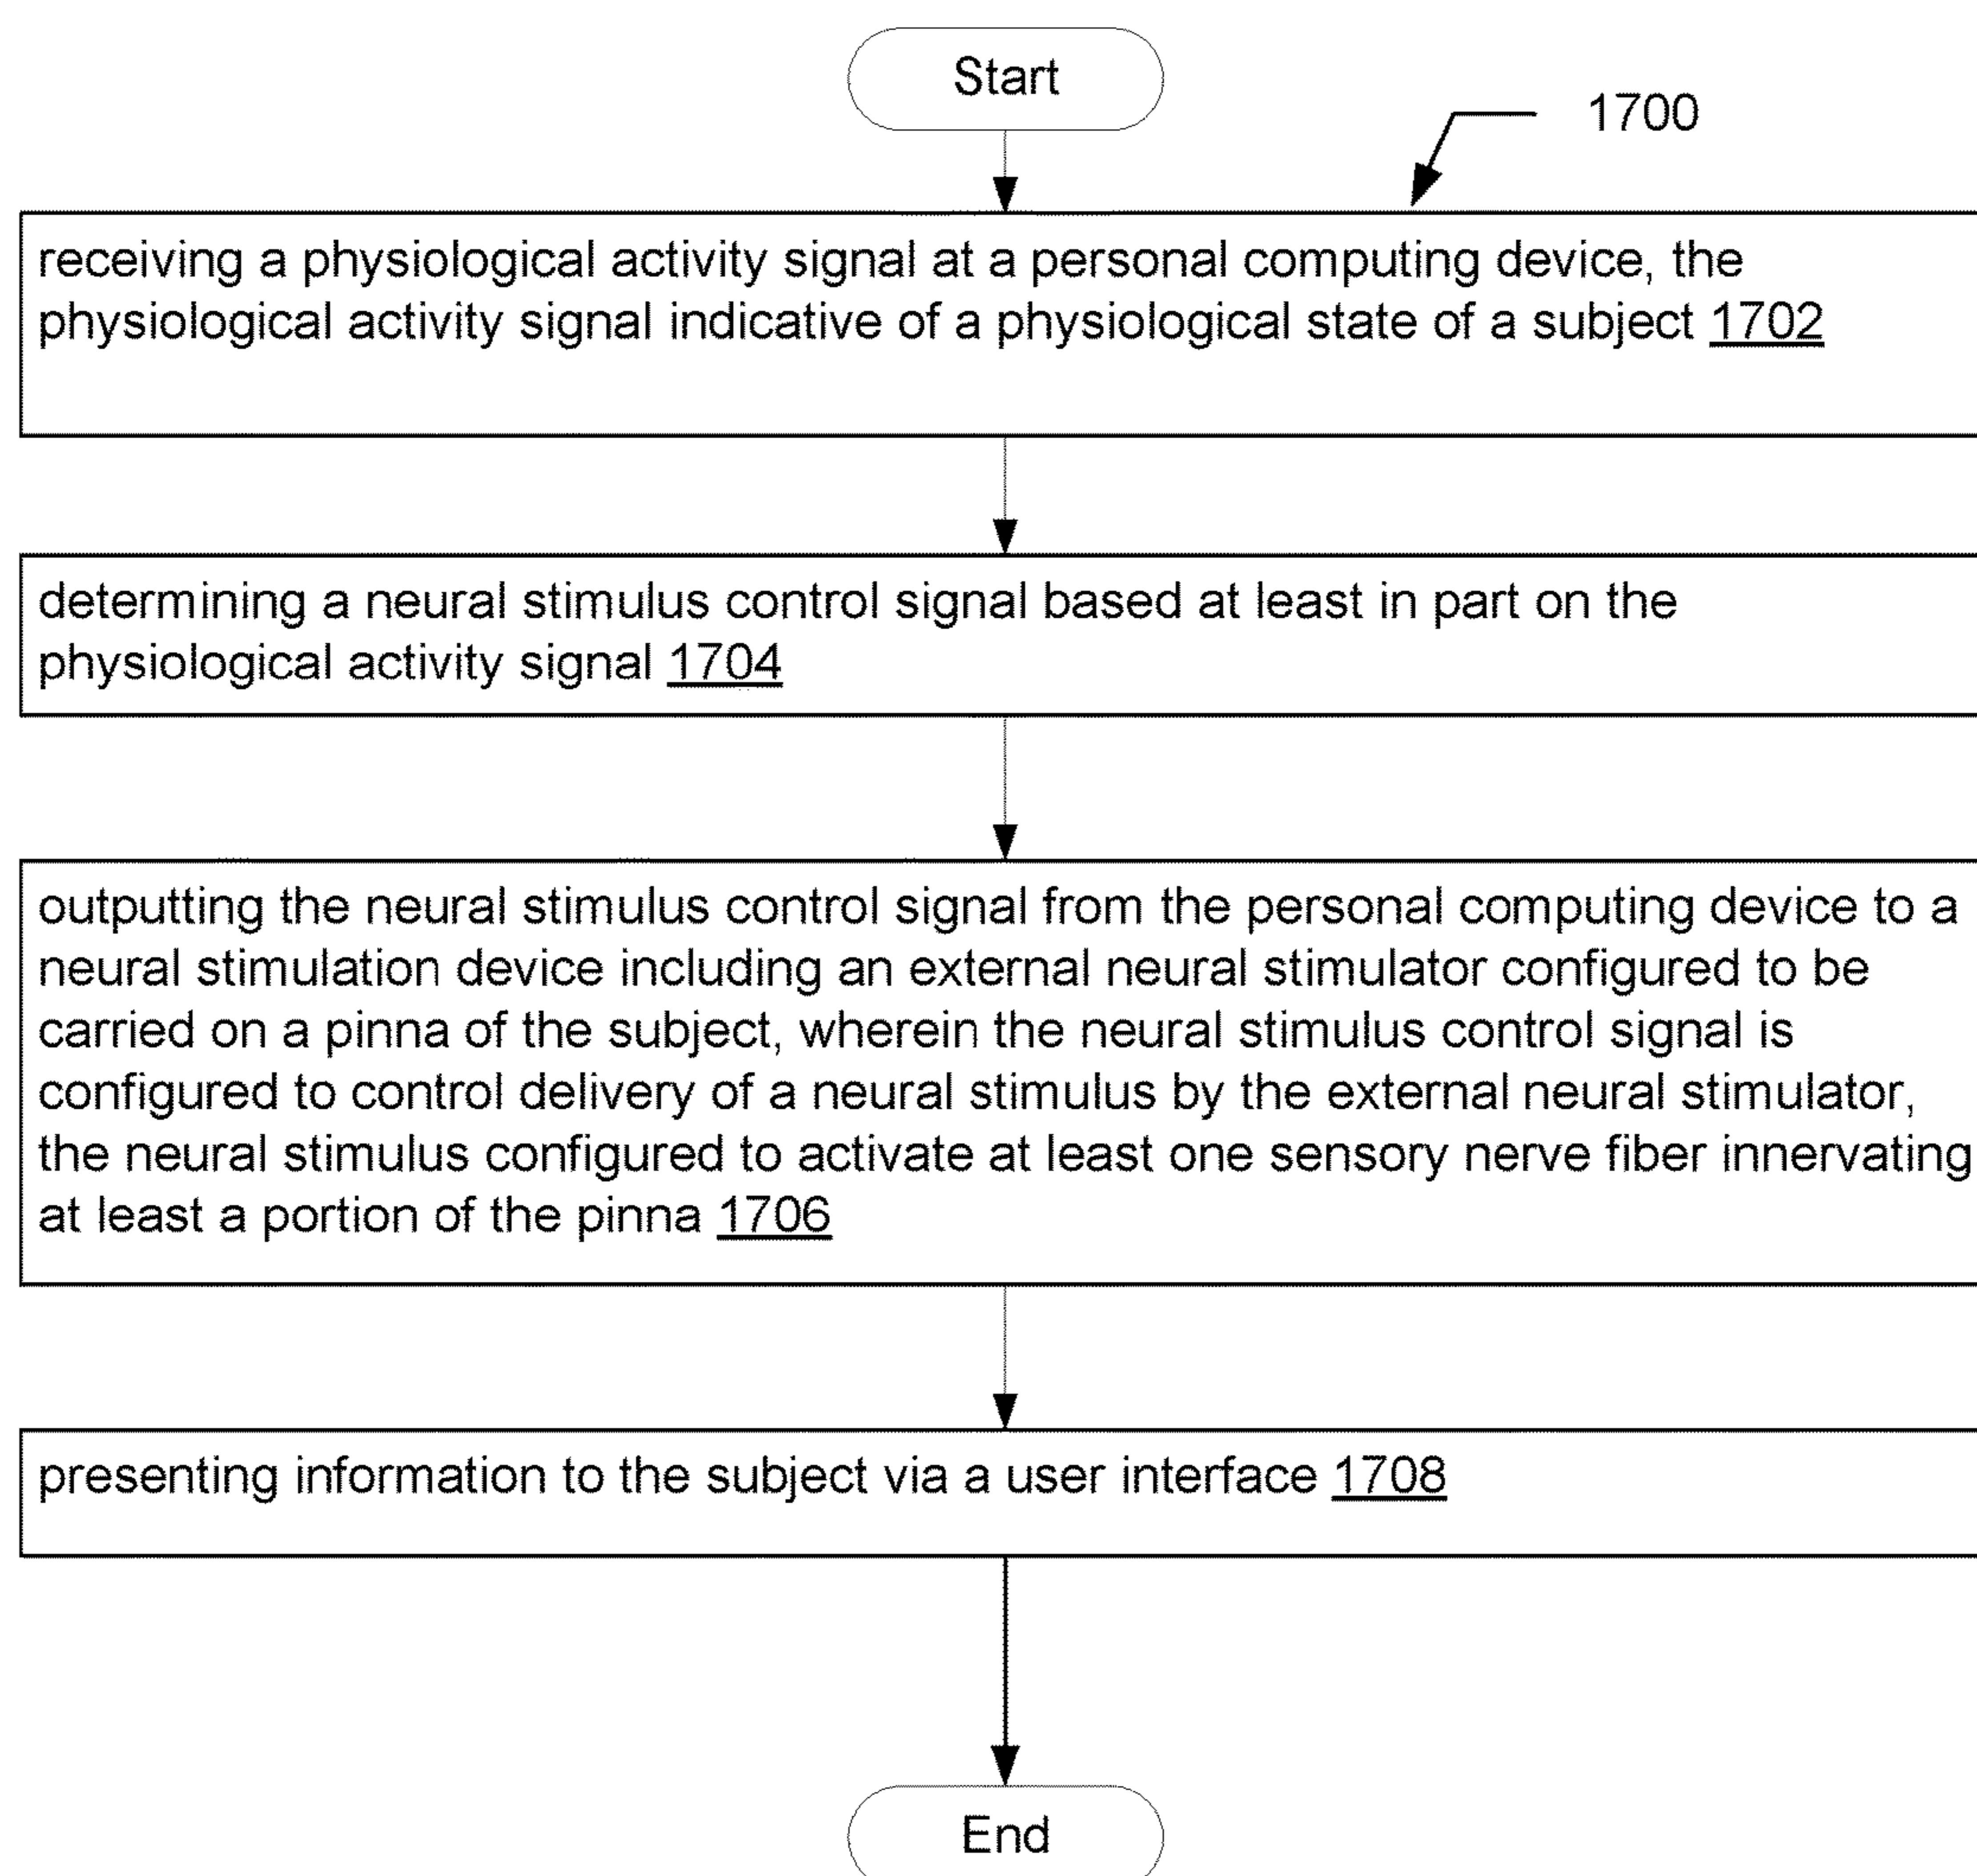 Start
1700
receiving a physiological activity signal at a personal computing device, the
physiological activity signal indicative of a physiological state of a subject 1702
determining a neural stimulus control signal based at least in part on the
physiological activity signal 1704
outputting the neural stimulus control signal from the personal computing device to a
neural stimulation device including an external neural stimulator configured to be
carried on a pinna of the subject, wherein the neural stimulus control signal is
configured to control delivery of a neural stimulus by the external neural stimulator,
the neural stimulus configured to activate at least one sensory nerve fiber innervating
at least a portion of the pinna 1706
presenting information to the subject via a user interface 1708
End